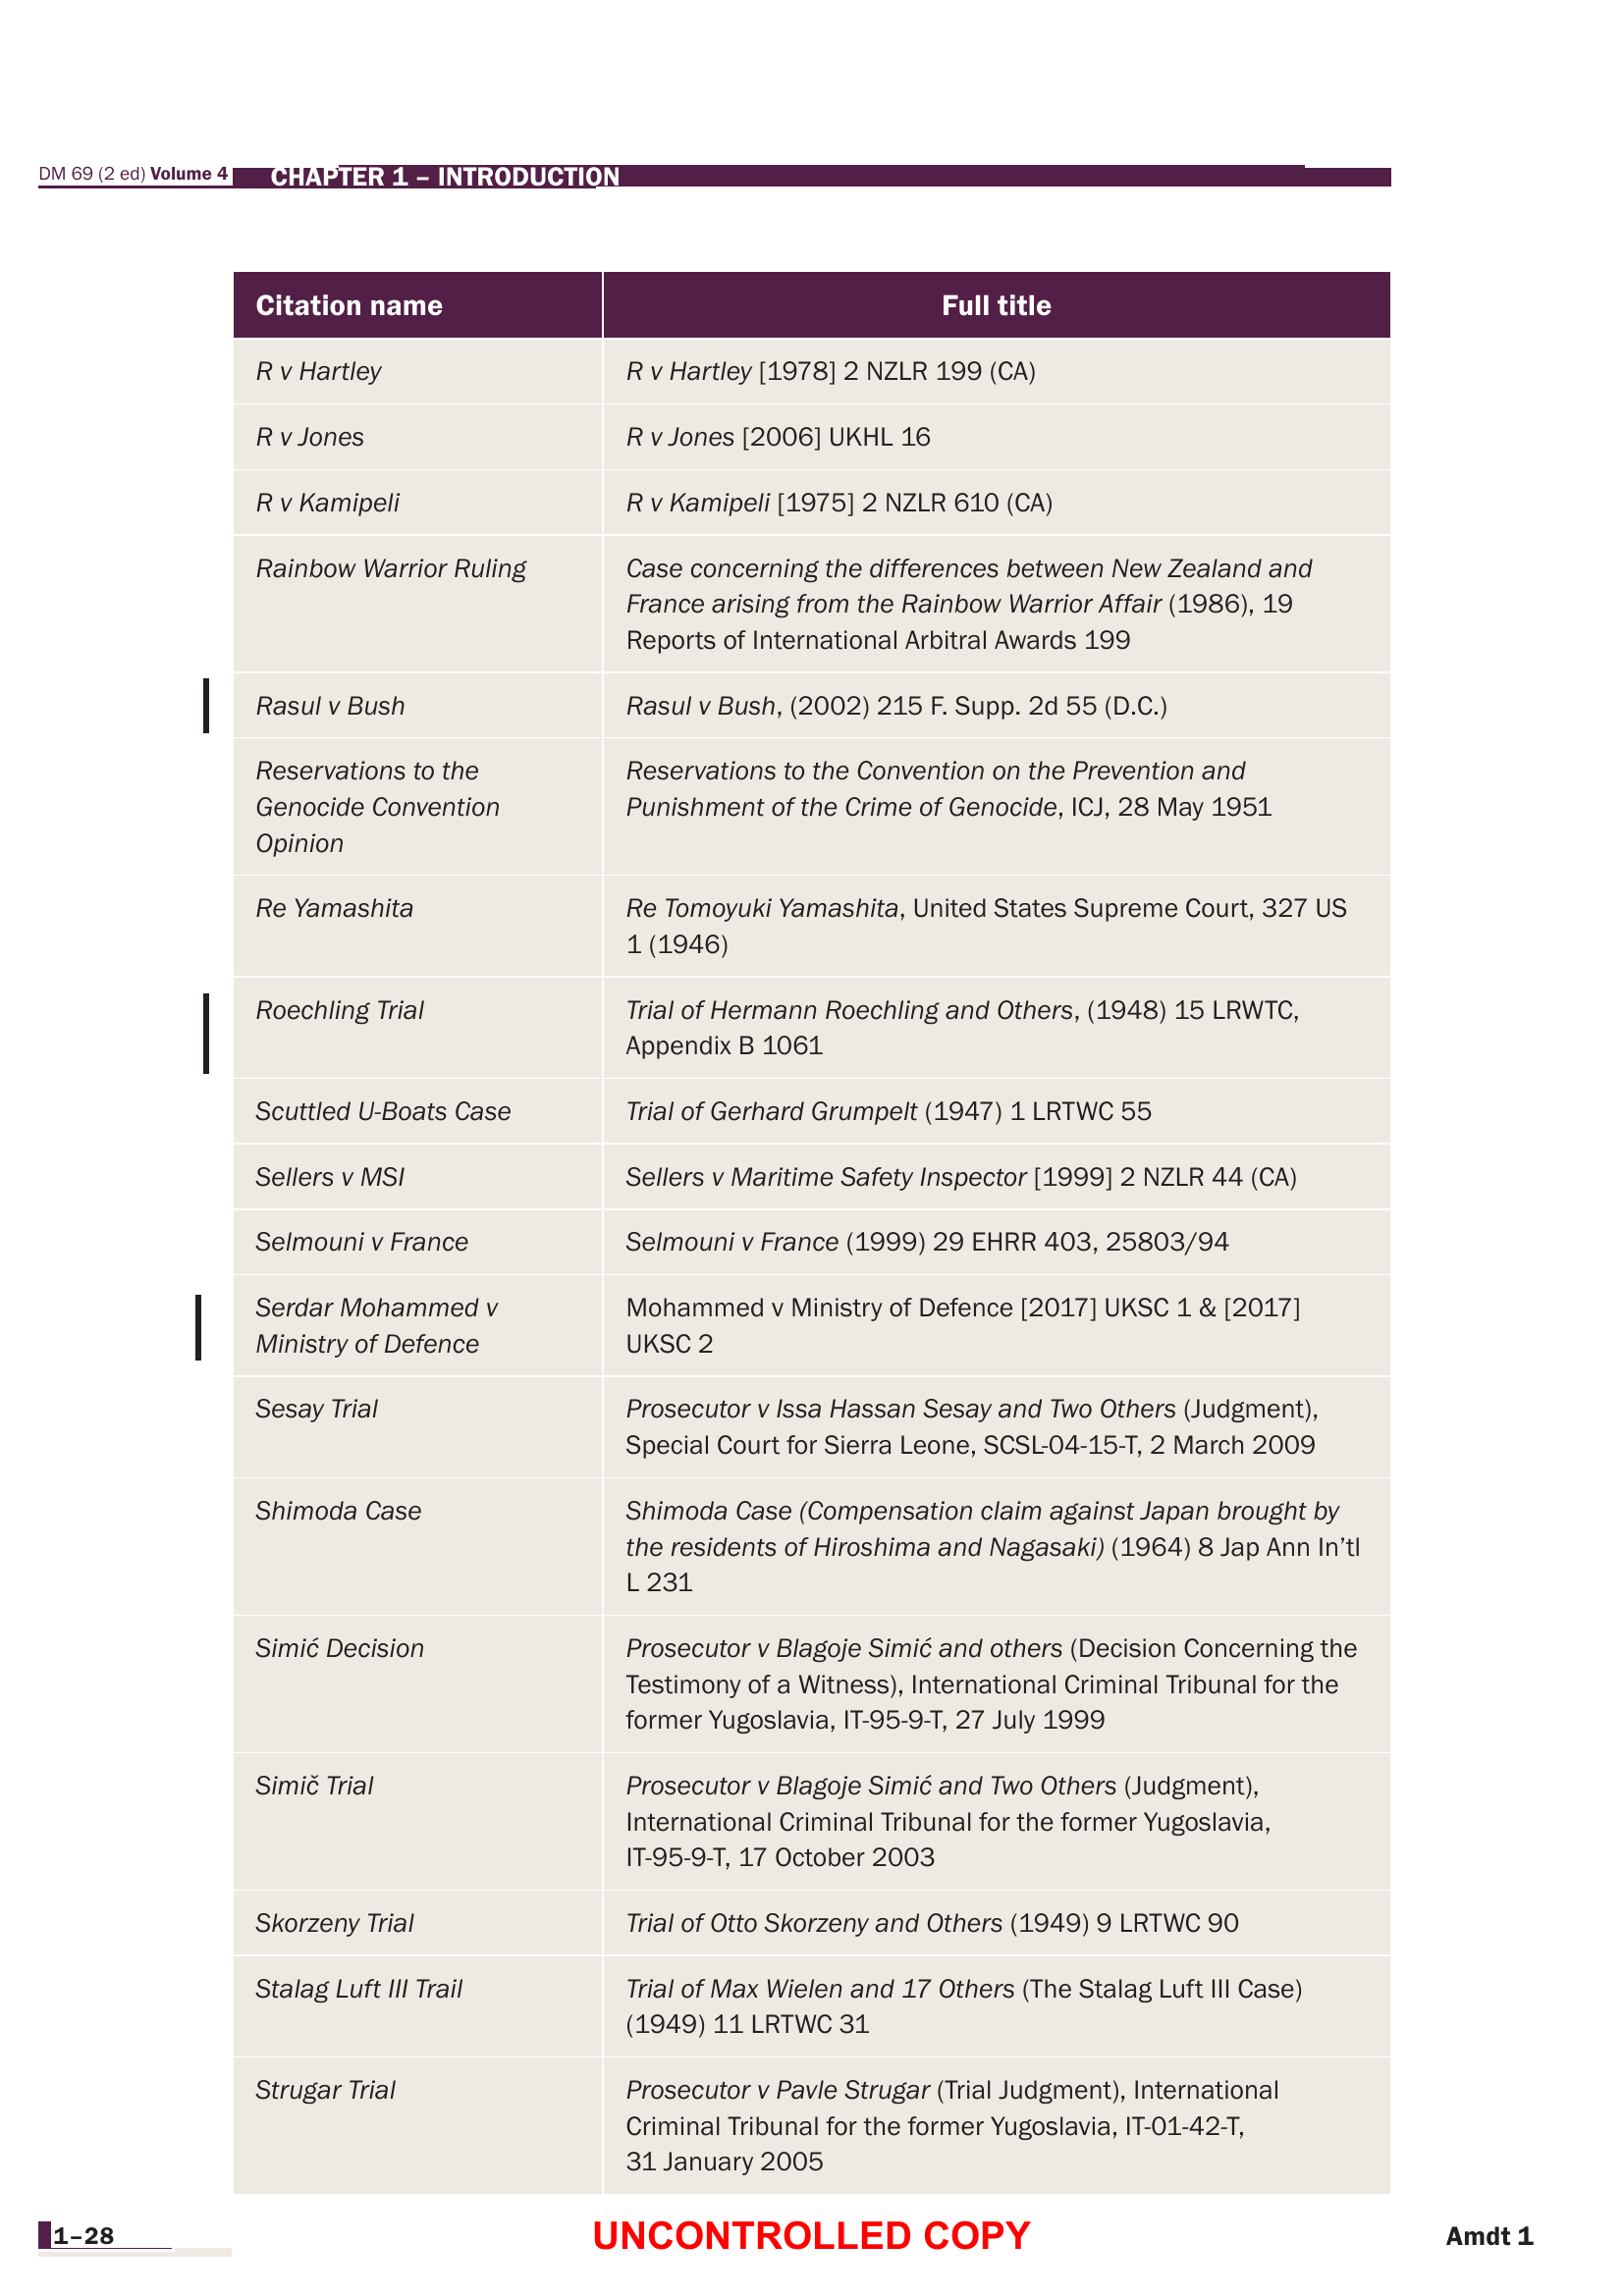 DM 69 (2 ed) Volume 4
CHAPTER 1 – INTRODUCTION
Citation name
Full title
R v Hartley
R v Hartley [1978] 2 NZLR 199 (CA)
R v Jones
R v Jones [2006] UKHL 16
R v Kamipeli
R v Kamipeli [1975] 2 NZLR 610 (CA)
Rainbow Warrior Ruling
Case concerning the differences between New Zealand and
France arising from the Rainbow Warrior Affair (1986), 19
Reports of International Arbitral Awards 199
Rasul v Bush
Rasul v Bush, (2002) 215 F. Supp. 2d 55 (D.C.)
Reservations to the
Genocide Convention
Opinion
Reservations to the Convention on the Prevention and
Punishment of the Crime of Genocide, ICJ, 28 May 1951
Re Yamashita
Re Tomoyuki Yamashita, United States Supreme Court, 327 US
1 (1946)
Roechling Trial
Trial of Hermann Roechling and Others, (1948) 15 LRWTC,
Appendix B 1061
Scuttled U-Boats Case
Trial of Gerhard Grumpelt (1947) 1 LRTWC 55
Sellers v MSI
Sellers v Maritime Safety Inspector [1999] 2 NZLR 44 (CA)
Selmouni v France
Selmouni v France (1999) 29 EHRR 403, 25803/94
Serdar Mohammed v
Ministry of Defence
Mohammed v Ministry of Defence [2017] UKSC 1 & [2017]
UKSC 2
Sesay Trial
Prosecutor v Issa Hassan Sesay and Two Others (Judgment),
Special Court for Sierra Leone, SCSL-04-15-T, 2 March 2009
Shimoda Case
Shimoda Case (Compensation claim against Japan brought by
the residents of Hiroshima and Nagasaki) (1964) 8 Jap Ann In’tl
L 231
Simić Decision
Prosecutor v Blagoje Simić and others (Decision Concerning the
Testimony of a Witness), International Criminal Tribunal for the
former Yugoslavia, IT-95-9-T, 27 July 1999
Simič Trial
Prosecutor v Blagoje Simić and Two Others (Judgment),
International Criminal Tribunal for the former Yugoslavia,
IT-95-9-T, 17 October 2003
Skorzeny Trial
Trial of Otto Skorzeny and Others (1949) 9 LRTWC 90
Stalag Luft III Trail
Trial of Max Wielen and 17 Others (The Stalag Luft III Case)
(1949) 11 LRTWC 31
Strugar Trial
Prosecutor v Pavle Strugar (Trial Judgment), International
Criminal Tribunal for the former Yugoslavia, IT-01-42-T,
31 January 2005
1–28
UNCONTROLLED COPY
Amdt 1